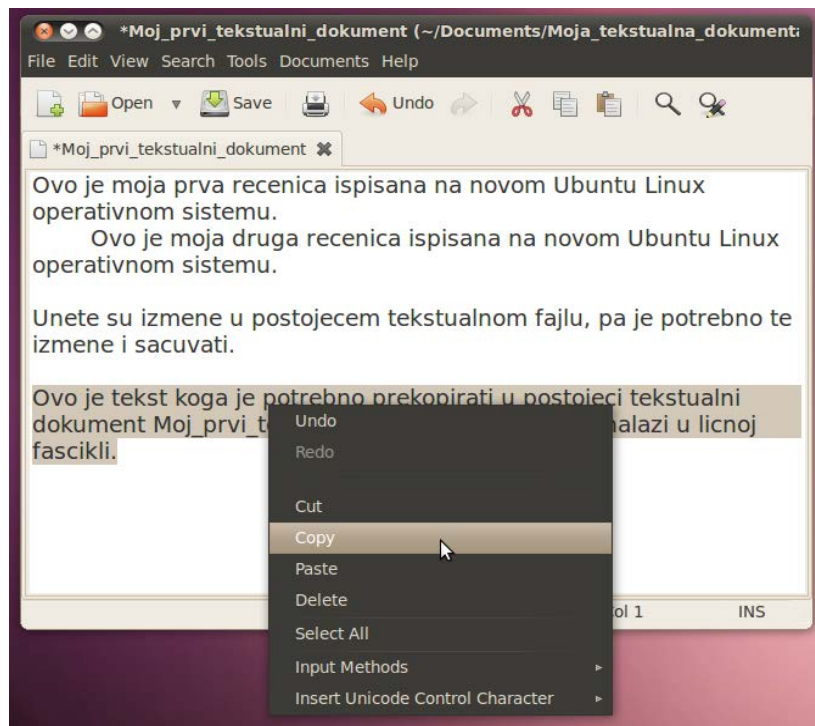 *Moj_prvi_tekstualni_dokument (~/Documents/Moja_tekstualna_dokument
File Edit View Search Tools Documents Help
Open Save Undo
*Moj_prvi_tekstualni_dokument
Ovo je moja prva recenica ispisana na novom Ubuntu Linux
operativnom sistemu.
Ovo je moja druga recenica ispisana na novom Ubuntu Linux
operativnom sistemu.
Unete su izmene u postojecem tekstualnom fajlu, pa je potrebno te
izmene i sacuvati.
Ovo je tekst koga je potrebno prekopirati u postojeci tekstualni
dokument Moj_prvi_t nalazi u licnoj
fascikli.
Undo
Redo
Cut
Copy
Paste
Delete
Select All
Input Methods
Insert Unicode Control Character
ol 1 INS